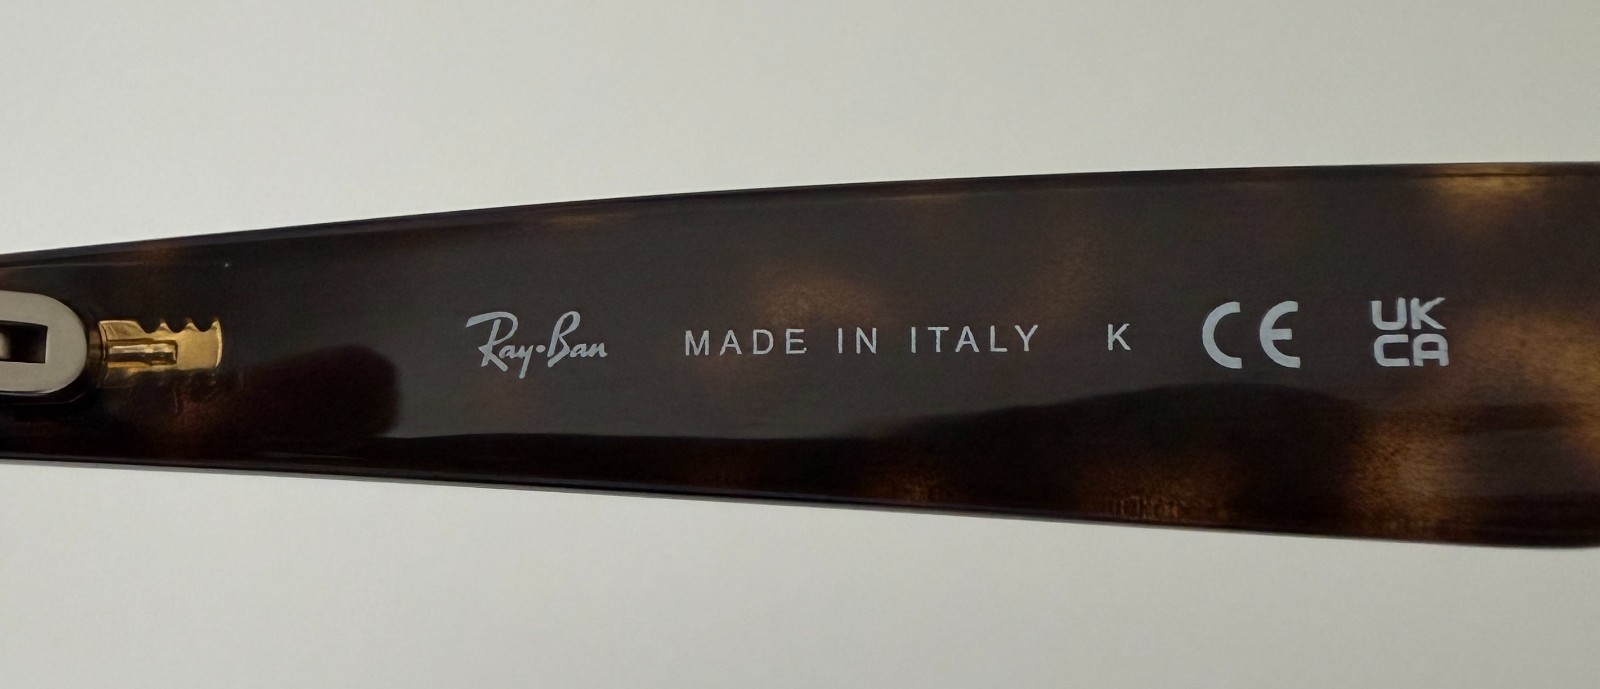 Ray-Ban MADE IN ITALY K CE UK
CA